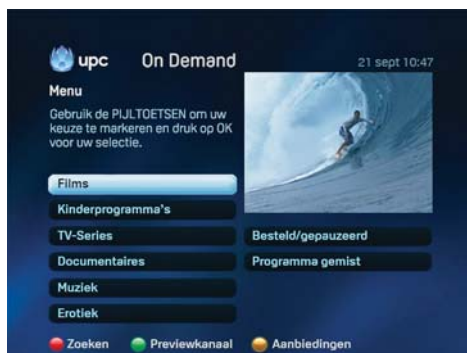 upc On Demand 21 sept 10:47
Menu
Gebruik de PIJLTOETSEN om uw
keuze te markeren en druk op OK
voor uw selectie.
Films
Kinderprogramma's
TV-Series
Documentaires
Muziek
Erotiek
Besteld/gepauzeerd
Programma gemist
Zoeken Previewkanaal Aanbiedingen